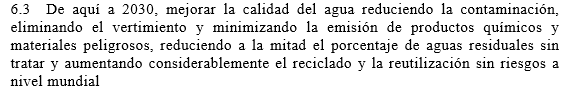 6.3 De aquí a 2030, mejorar la calidad del agua reduciendo la contaminación,
eliminando el vertimiento y minimizando la emisión de productos químicos y
materiales peligrosos, reduciendo a la mitad el porcentaje de aguas residuales sin
tratar y aumentando considerablemente el reciclado y la reutilización sin riesgos a
nivel mundial